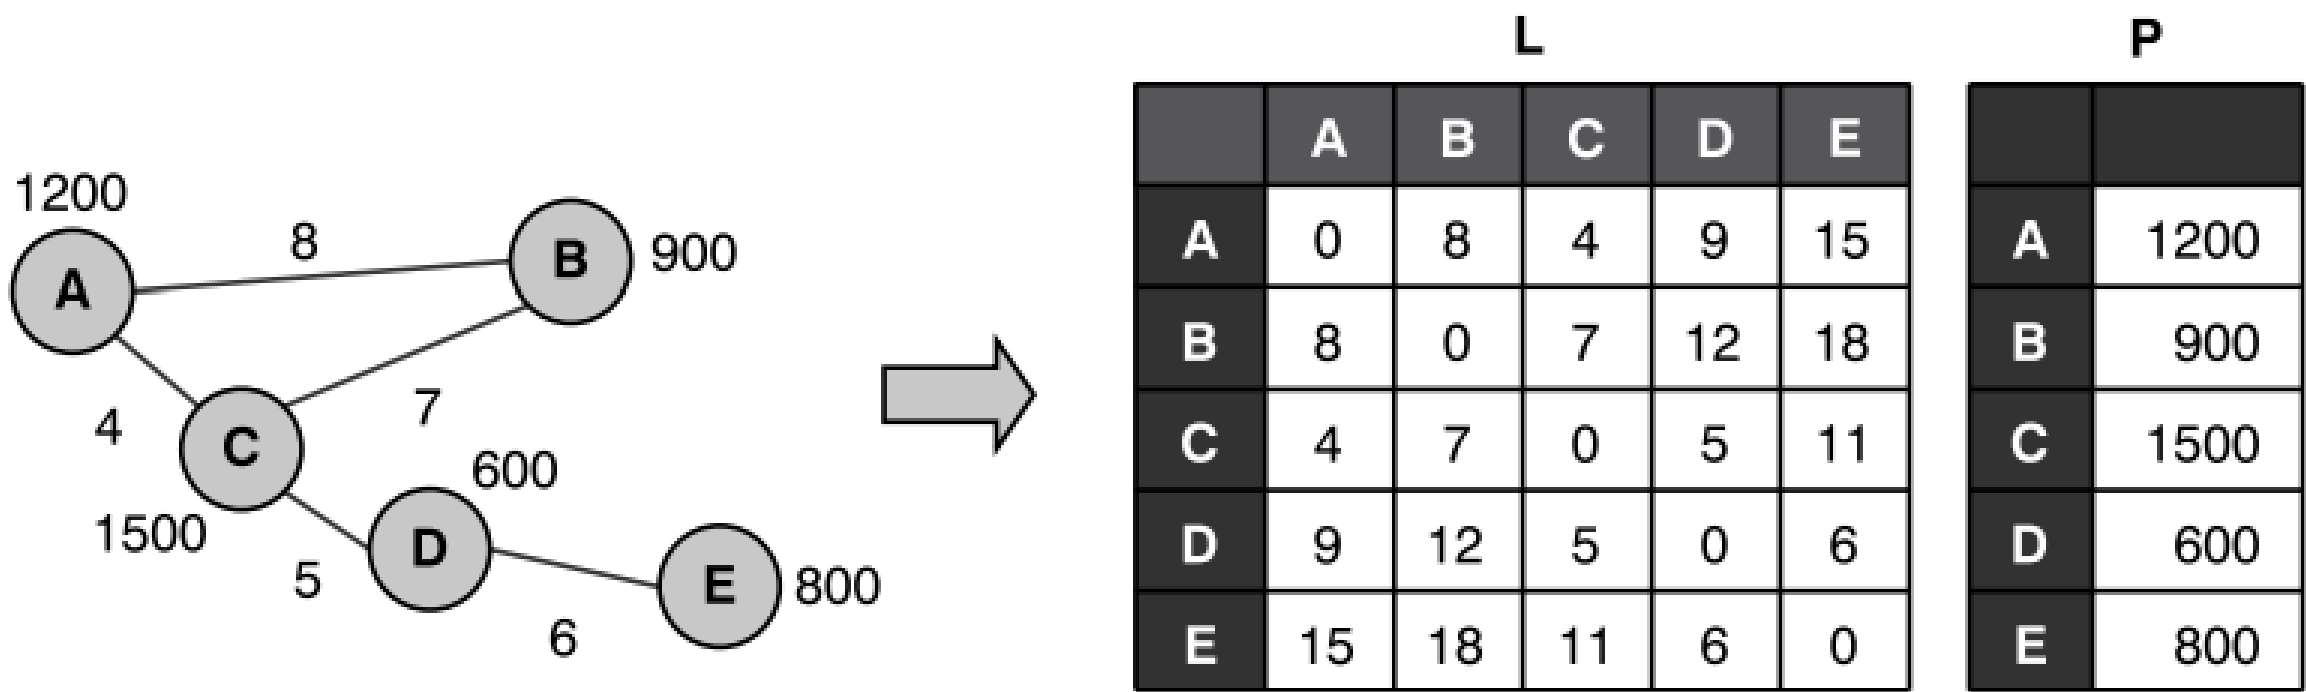 1200
A
8
B
900
4
C
7
1500
600
D
5
6
E
800
L
A B C D E
A 0 8 4 9 15
B 8 0 7 12 18
C 4 7 0 5 11
D 9 12 5 0 6
E 15 18 11 6 0
P
A 1200
B 900
C 1500
D 600
E 800